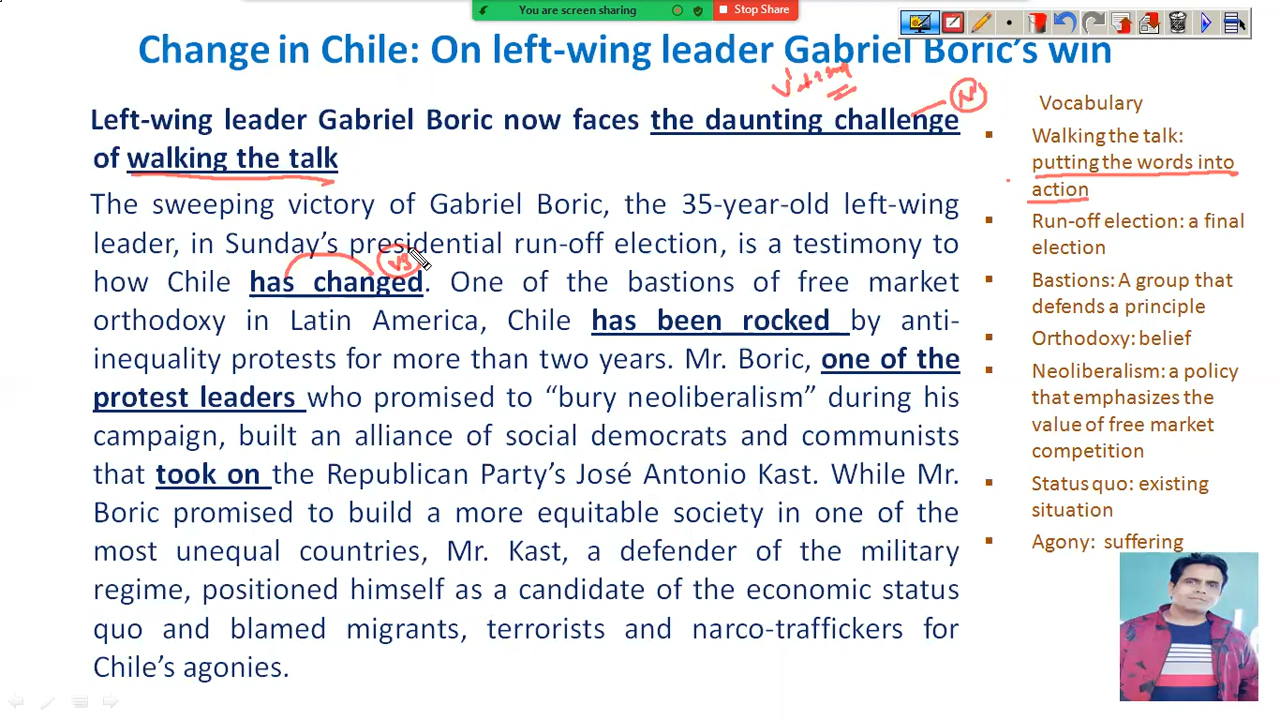 You are screen sharing
Stop Share
Change in Chile: On left-wing leader Gabriel Boric's win
V+ing
N
Left-wing leader Gabriel Boric now faces the daunting challenge
of walking the talk
The sweeping victory of Gabriel Boric, the 35-year-old left-wing
leader, in Sunday's presidential run-off election, is a testimony to
V3
how Chile has changed. One of the bastions of free market
orthodoxy in Latin America, Chile has been rocked by anti-
inequality protests for more than two years. Mr. Boric, one of the
protest leaders who promised to “bury neoliberalism” during his
campaign, built an alliance of social democrats and communists
that took on the Republican Party's José Antonio Kast. While Mr.
Boric promised to build a more equitable society in one of the
most unequal countries, Mr. Kast, a defender of the military
regime, positioned himself as a candidate of the economic status
quo and blamed migrants, terrorists and narco-traffickers for
Chile's agonies.
Vocabulary
Walking the talk:
putting the words into
action
Run-off election: a final
election
Bastions: A group that
defends a principle
Orthodoxy: belief
Neoliberalism: a policy
that emphasizes the
value of free market
competition
Status quo: existing
situation
Agony: suffering